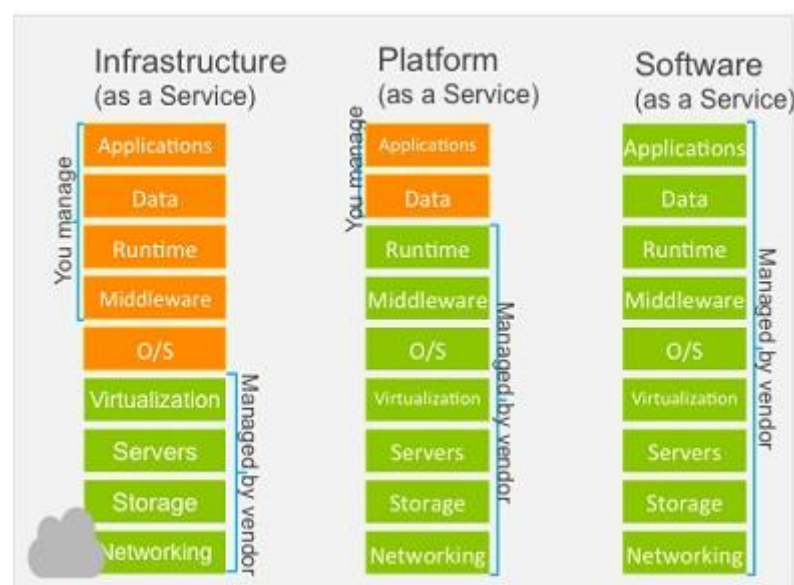 Infrastructure
(as a Service)
You manage
Applications
Data
Runtime
Middleware
O/S
Virtualization
Servers
Storage
Networking
Managed by vendor
Platform
(as a Service)
You manage
Applications
Data
Runtime
Middleware
O/S
Virtualization
Servers
Storage
Networking
Managed by vendor
Software
(as a Service)
Applications
Data
Runtime
Middleware
O/S
Virtualization
Servers
Storage
Networking
Managed by vendor